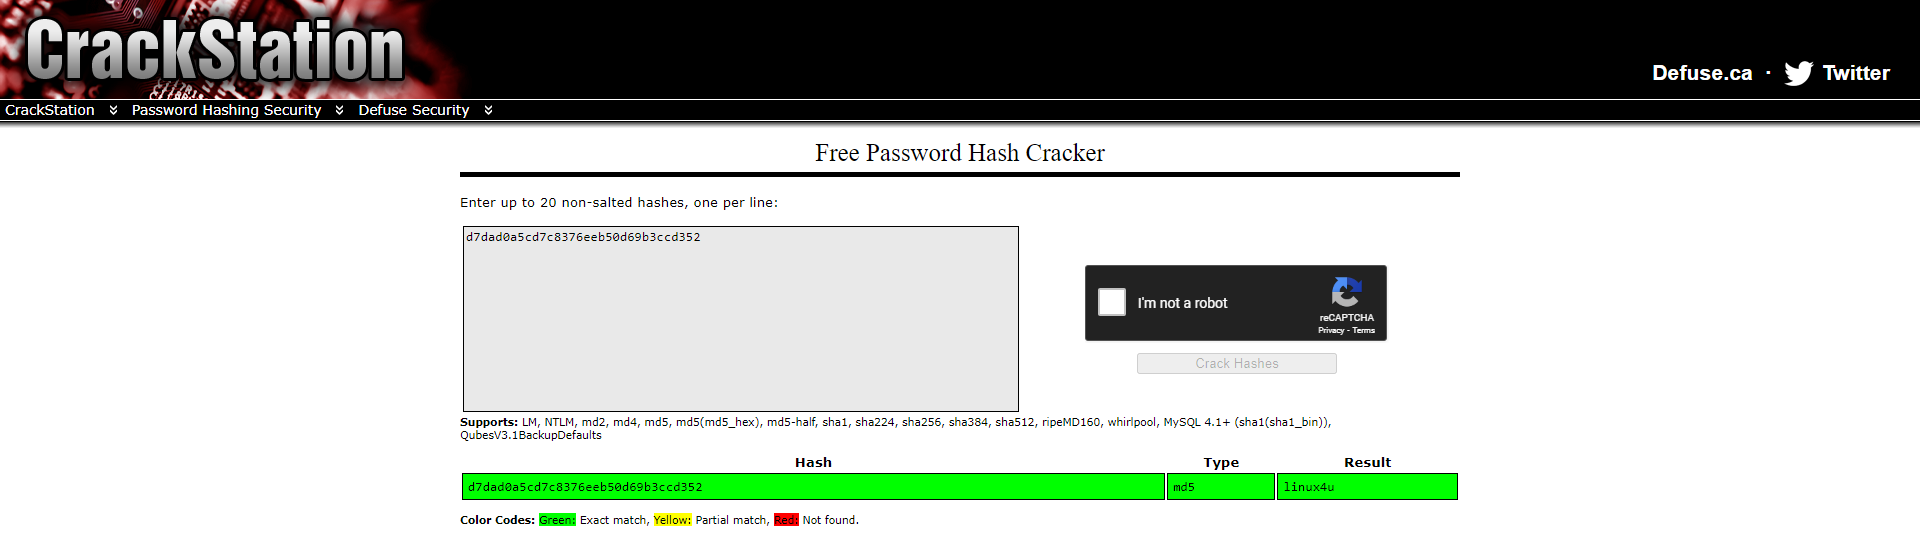 CrackStation
Defuse.ca · Twitter
CrackStation Password Hashing Security Defuse Security
Free Password Hash Cracker
Enter up to 20 non-salted hashes, one per line:
d7dad0a5cd7c8376eeb50d69b3ccd352
I'm not a robot
reCAPTCHA
Privacy - Terms
Crack Hashes
Supports: LM, NTLM, md2, md4, md5, md5(md5_hex), md5-half, sha1, sha224, sha256, sha384, sha512, ripeMD160, whirlpool, MySQL 4.1+ (sha1(sha1_bin)),
QubesV3.1BackupDefaults
Hash Type Result
d7dad0a5cd7c8376eeb50d69b3ccd352 md5 linux4u
Color Codes: Green: Exact match, Yellow: Partial match, Red: Not found.